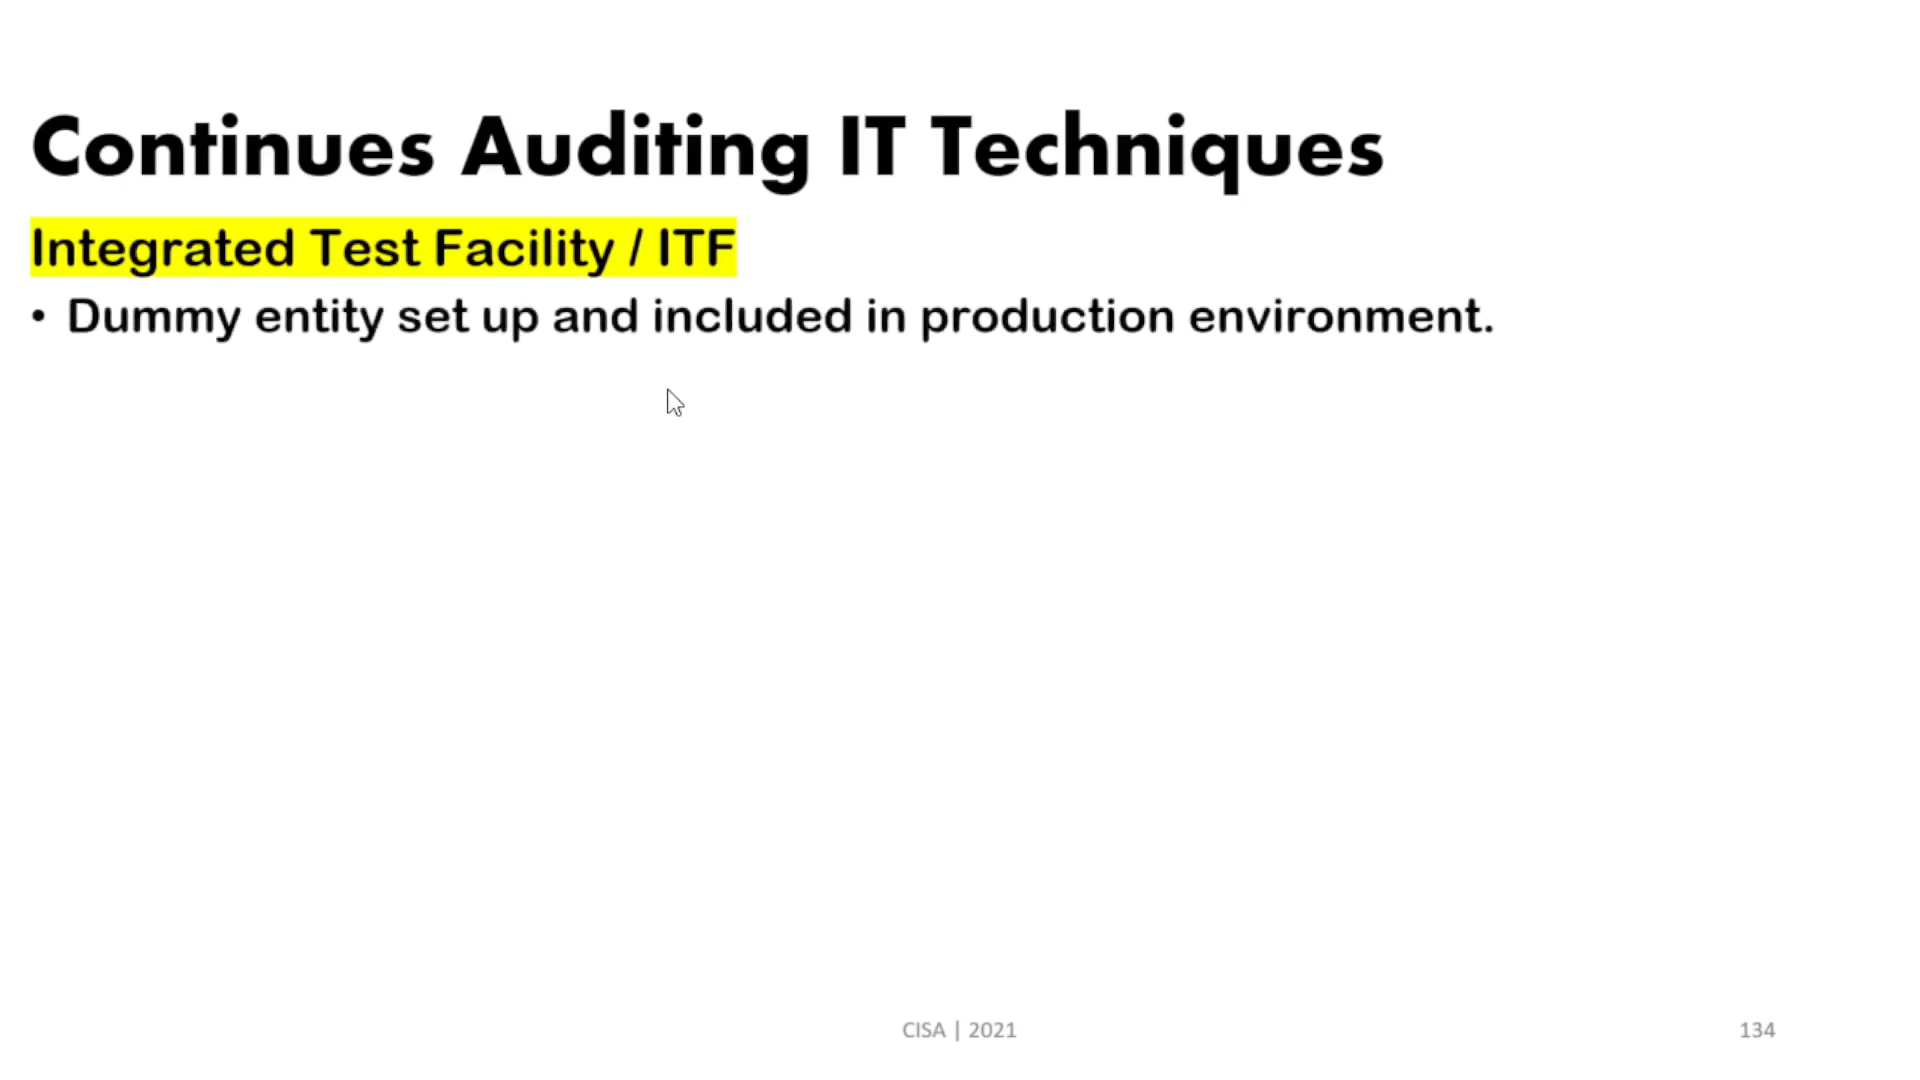 Continues Auditing IT Techniques
Integrated Test Facility / ITF
• Dummy entity set up and included in production environment.
CISA | 2021
134